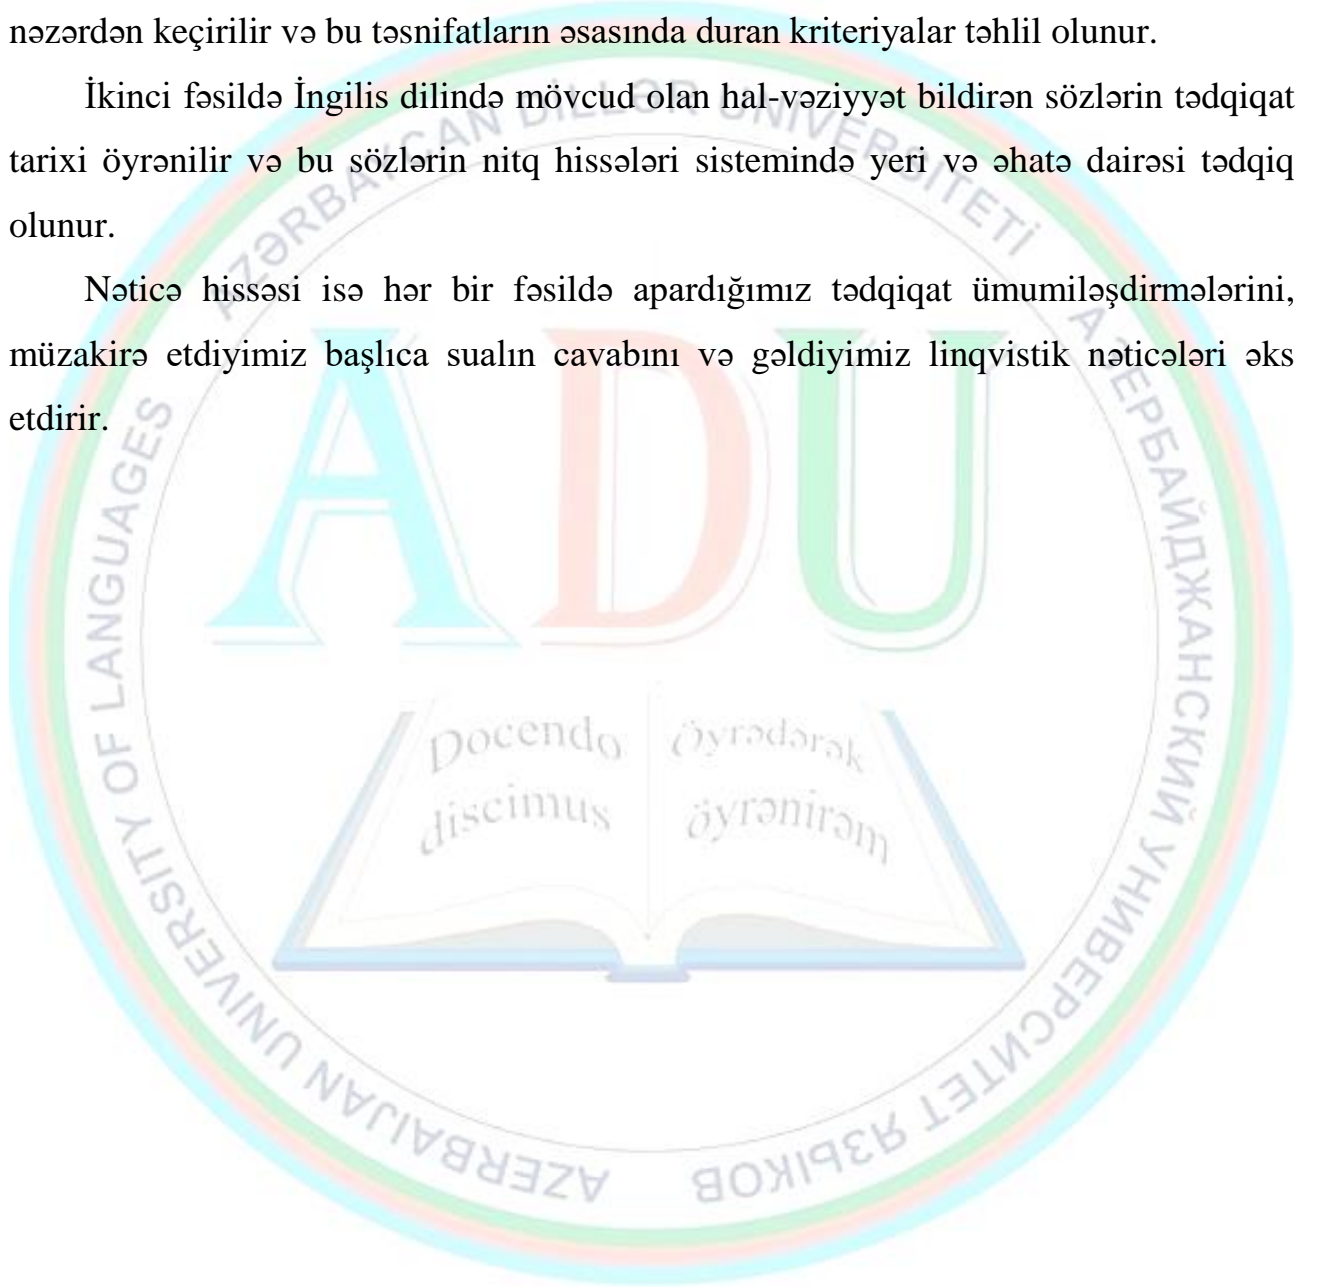 nəzərdən keçirilir və bu təsnifatların əsasında duran kriteriyalar təhlil olunur.
İkinci fəsildə İngilis dilində mövcud olan hal-vəziyyət bildirən sözlərin tədqiqat
tarixi öyrənilir və bu sözlərin nitq hissələri sistemində yeri və əhatə dairəsi tədqiq
olunur.
Nəticə hissəsi isə hər bir fəsildə apardığımız tədqiqat ümumiləşdirmələrini,
müzakirə etdiyimiz başlıca sualın cavabını və gəldiyimiz linqvistik nəticələri əks
etdirir.
AZƏRBAYCAN DİLLƏR UNİVERSİTETİ
АЗЕРБАЙДЖАНСКИЙ УНИВЕРСИТЕТ ЯЗЫКОВ
AZERBAIJAN UNIVERSITY OF LANGUAGES
ADU
Docendo
discimus
Öyrədərək
öyrənirəm